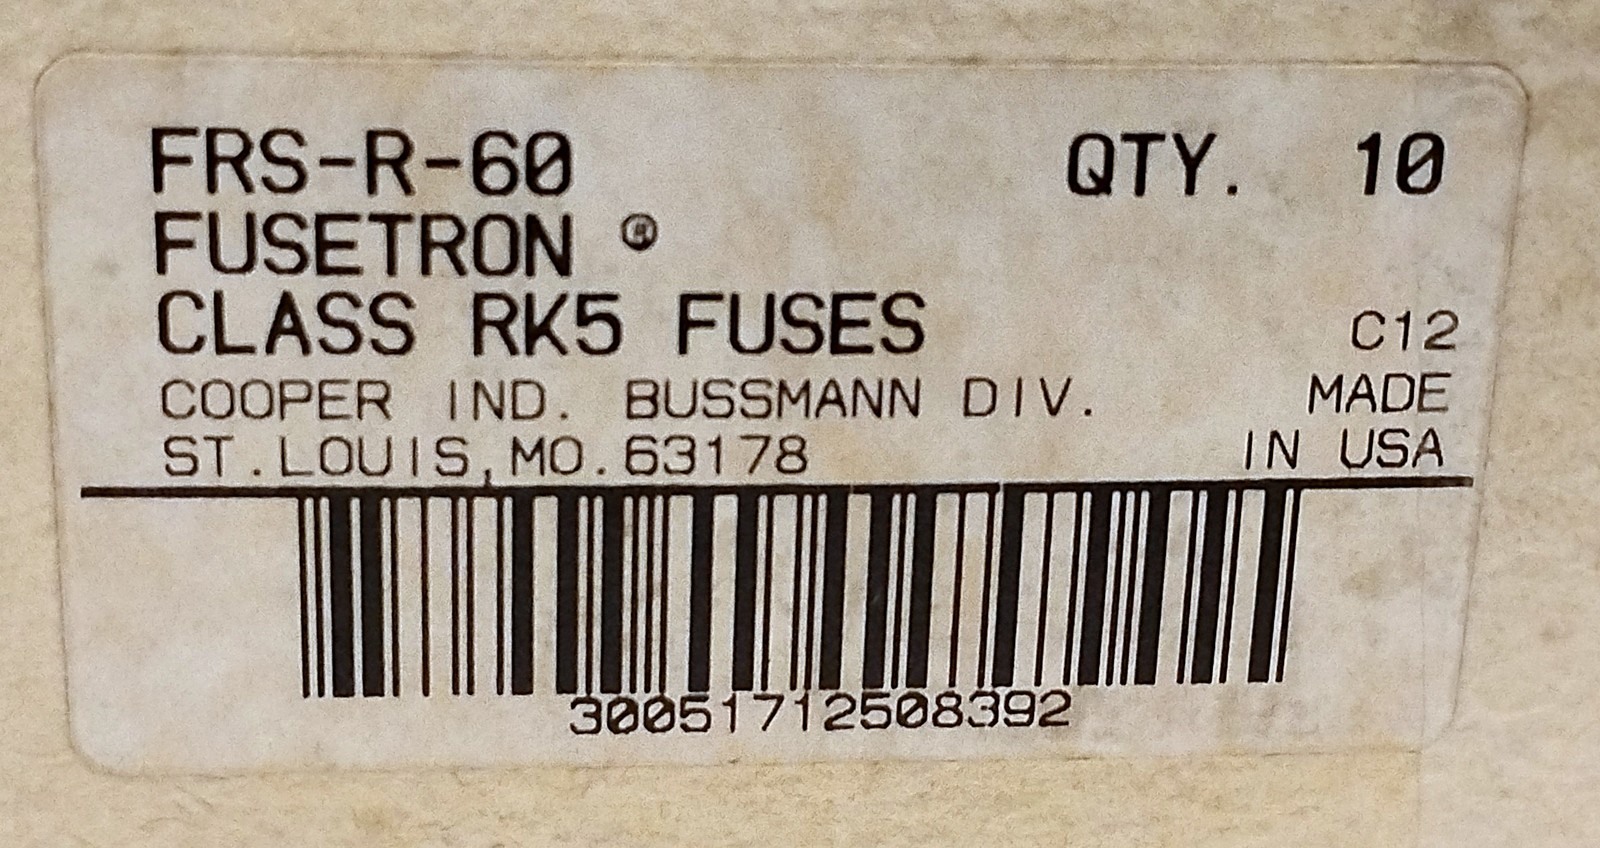 FRS-R-60 QTY. 10
FUSETRON ®
CLASS RK5 FUSES C12
COOPER IND. BUSSMANN DIV. MADE
ST.LOUIS,MO.63178 IN USA
30051712508392